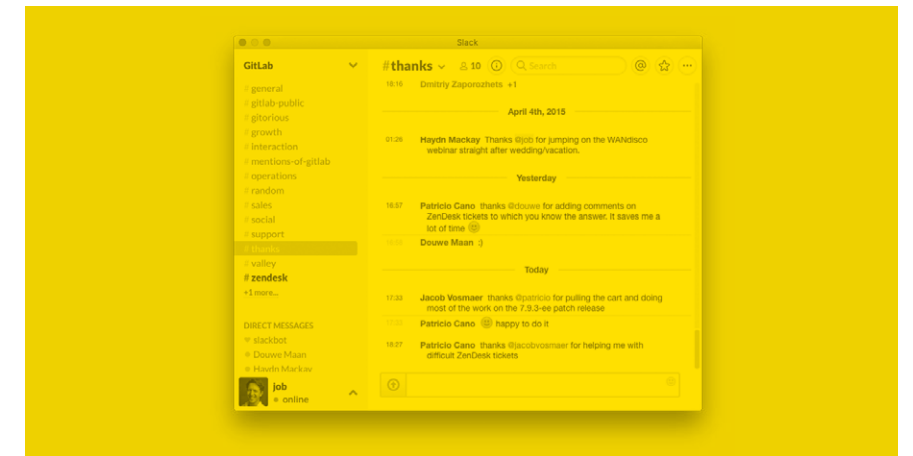 Slack
GitLab
# general
# gitlab-public
# gitorious
# growth
# interaction
# mentions-of-gitlab
# operations
# random
# sales
# social
# support
# thanks
# valley
# zendesk
+1 more...
DIRECT MESSAGES
slackbot
Douwe Maan
Haydn Mackay
job
online
#thanks 10 Search
18:16 Dmitriy Zaporozhets +1
April 4th, 2015
01:26 Haydn Mackay Thanks @job for jumping on the WANdisco
webinar straight after wedding/vacation.
Yesterday
16:57 Patricio Cano thanks @douwe for adding comments on
ZenDesk tickets to which you know the answer. It saves me a
lot of time
Douwe Maan :)
Today
17:33 Jacob Vosmaer thanks @patricio for pulling the cart and doing
most of the work on the 7.9.3-ee patch release
Patricio Cano happy to do it
18:27 Patricio Cano thanks @jacobvosmaer for helping me with
difficult ZenDesk tickets